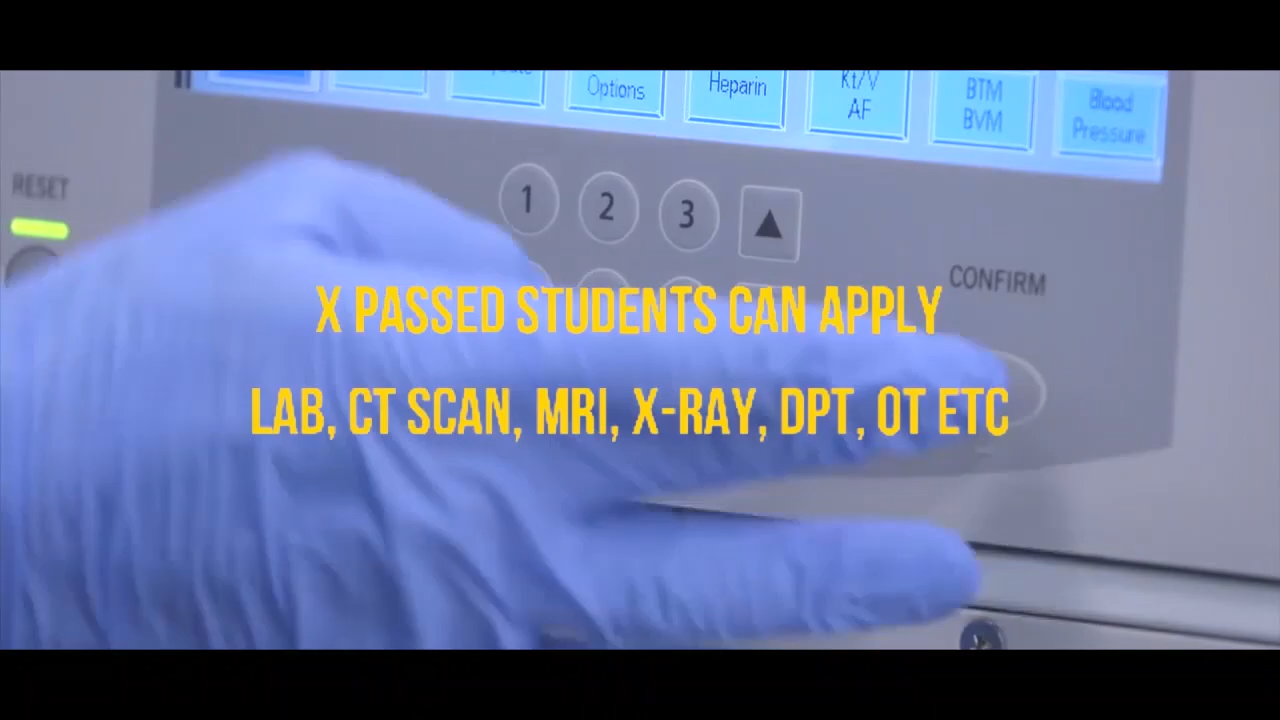 Options
Heparin
Kt/V
AF
BTM
BVM
Blood
Pressure
RESET
1 2 3
CONFIRM
X PASSED STUDENTS CAN APPLY
LAB, CT SCAN, MRI, X-RAY, DPT, OT ETC